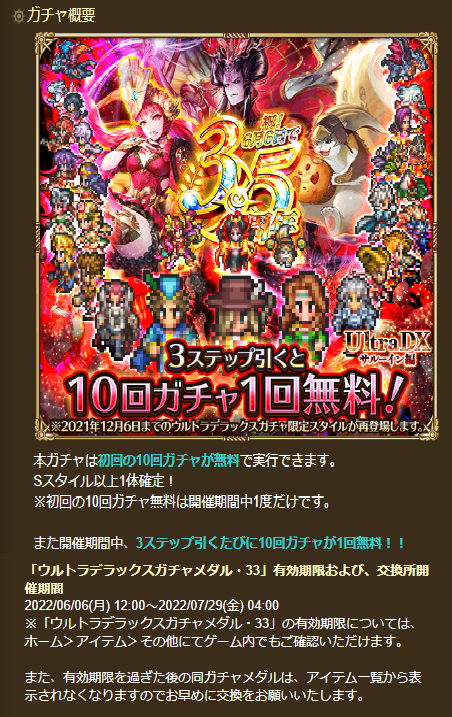 ガチャ概要
祝!
6月6日で
3.5
周年
Ultra DX
サルーイン編
3ステップ引くと
10回ガチャ1回無料!
※2021年12月6日までのウルトラデラックスガチャ限定スタイルが再登場します。
本ガチャは初回の10回ガチャが無料で実行できます。
Sスタイル以上1体確定！
※初回の10回ガチャ無料は開催期間中1度だけです。
また開催期間中、3ステップ引くたびに10回ガチャが1回無料！！
「ウルトラデラックスガチャメダル・33」有効期限および、交換所開
催期間
2022/06/06(月) 12:00～2022/07/29(金) 04:00
※「ウルトラデラックスガチャメダル・33」の有効期限については、
ホーム＞アイテム＞その他にてゲーム内でもご確認いただけます。
また、有効期限を過ぎた後の同ガチャメダルは、アイテム一覧から表
示されなくなりますのでお早めに交換をお願いいたします。